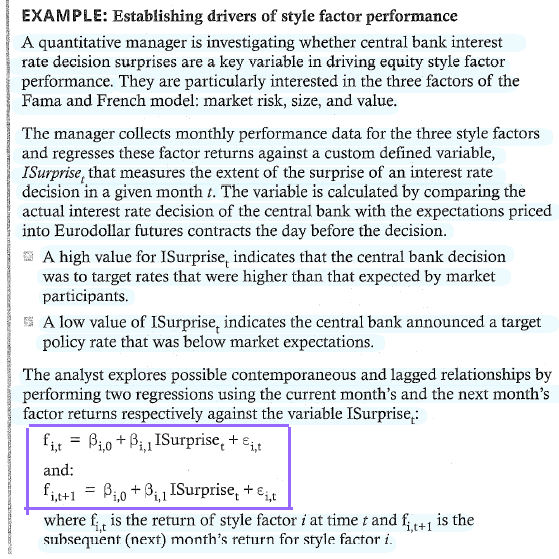 EXAMPLE: Establishing drivers of style factor performance
A quantitative manager is investigating whether central bank interest
rate decision surprises are a key variable in driving equity style factor
performance. They are particularly interested in the three factors of the
Fama and French model: market risk, size, and value.
The manager collects monthly performance data for the three style factors
and regresses these factor returns against a custom defined variable,
ISurprise_t that measures the extent of the surprise of an interest rate
decision in a given month t. The variable is calculated by comparing the
actual interest rate decision of the central bank with the expectations priced
into Eurodollar futures contracts the day before the decision.
A high value for ISurprise_t indicates that the central bank decision
was to target rates that were higher than that expected by market
participants.
A low value of ISurprise_t indicates the central bank announced a target
policy rate that was below market expectations.
The analyst explores possible contemporaneous and lagged relationships by
performing two regressions using the current month's and the next month's
factor returns respectively against the variable ISurprise_t:
f_i,t = β_i,0 + β_i,1 ISurprise_t + ε_i,t
and:
f_i,t+1 = β_i,0 + β_i,1 ISurprise_t + ε_i,t
where f_i,t is the return of style factor i at time t and f_i,t+1 is the
subsequent (next) month's return for style factor i.